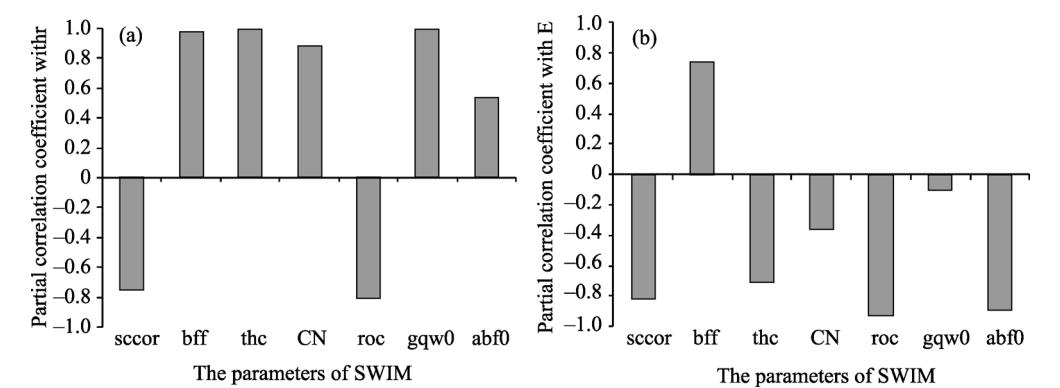 Partial correlation coefficient withr
(a)
1.0
0.8
0.6
0.4
0.2
0
–0.2
–0.4
–0.6
–0.8
–1.0
sccor bff thc CN roc gqw0 abf0
The parameters of SWIM
Partial correlation coefficient with E
(b)
1.0
0.8
0.6
0.4
0.2
0
–0.2
–0.4
–0.6
–0.8
–1.0
sccor bff thc CN roc gqw0 abf0
The parameters of SWIM